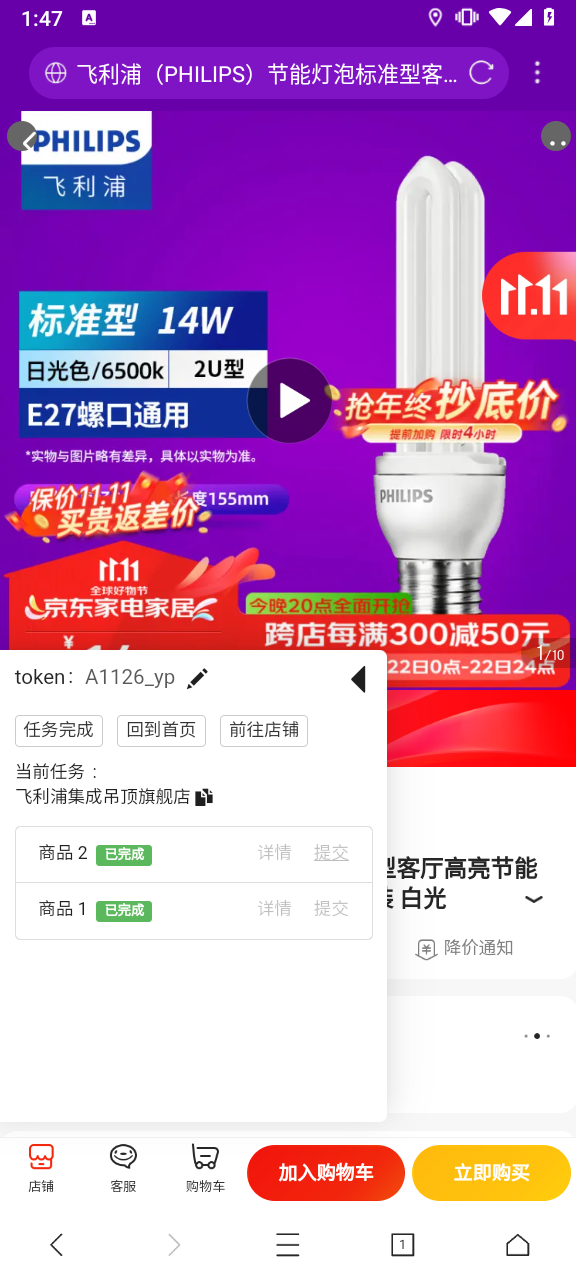 1:47
飞利浦（PHILIPS）节能灯泡标准型客...
PHILIPS
飞利浦
11.11
标准型 14W
日光色/6500k 2U型
E27螺口通用
抢年终抄底价
提前加购 限时4小时
*实物与图片略有差异，具体以实物为准。
PHILIPS
保价11.11
度155mm
买贵返差价
11.11
全球好物节
京东家电家居
今晚20点全面开抢
跨店每满300减50元
¥
1/10
22日0点-22日24点
token： A1126_yp
任务完成 回到首页 前往店铺
当前任务：
飞利浦集成吊顶旗舰店
商品 2 已完成 详情 提交
型客厅高亮节能
装 白光
商品 1 已完成 详情 提交
降价通知
店铺 客服 购物车 加入购物车 立即购买
1